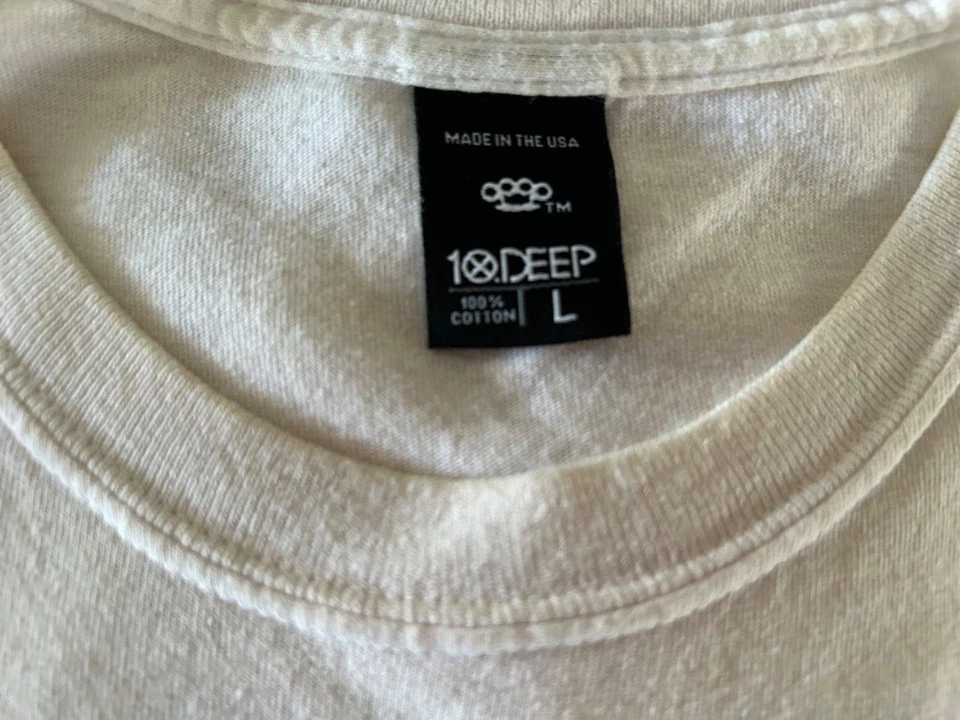 MADE IN THE USA
TM
10.DEEP
100%
COTTON
L